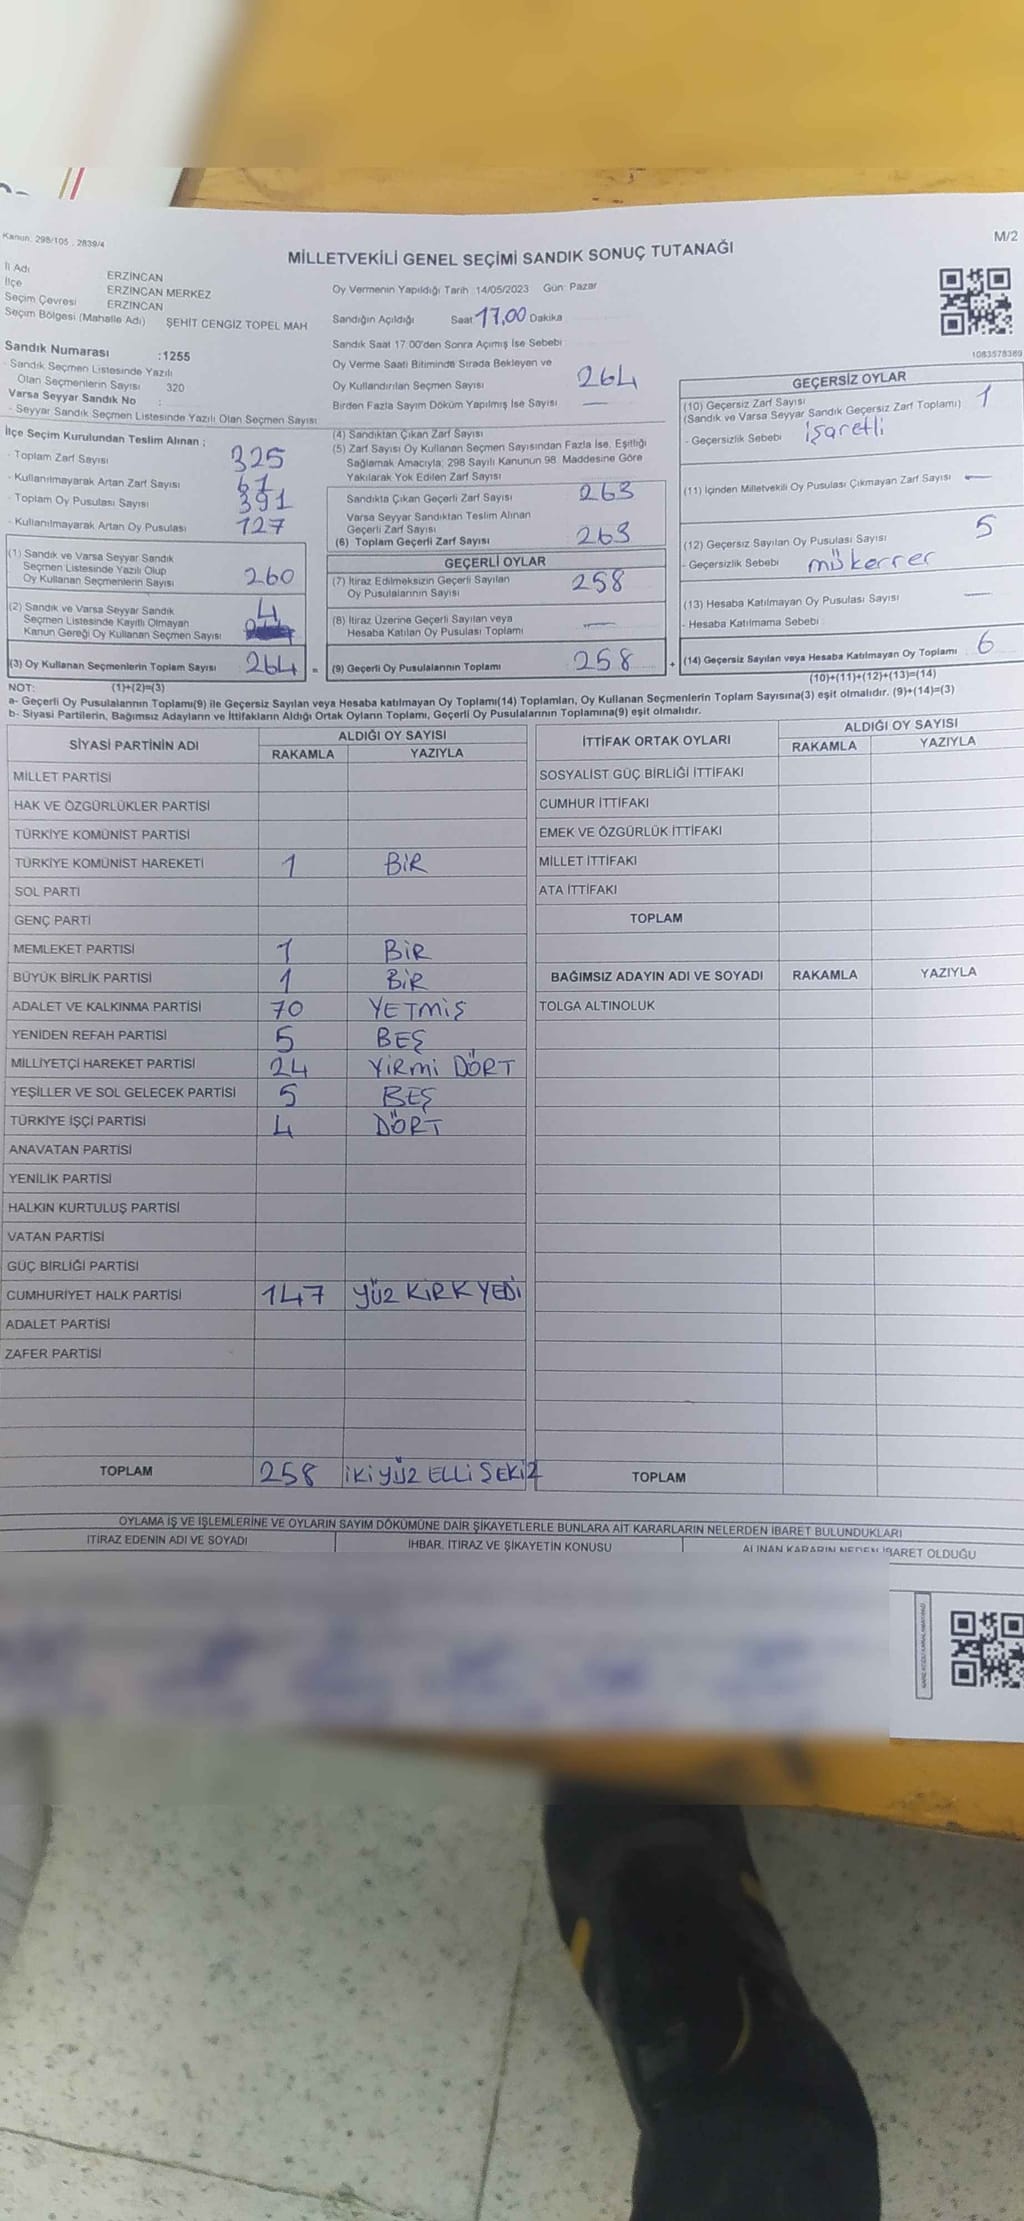 Kanun: 298/105 , 2839/4
M/2
MİLLETVEKİLİ GENEL SEÇİMİ SANDIK SONUÇ TUTANAĞI
İl Adı ERZİNCAN
İlçe ERZİNCAN MERKEZ
Seçim Çevresi ERZİNCAN
Seçim Bölgesi (Mahalle Adı) ŞEHİT CENGİZ TOPEL MAH
Sandık Numarası :1255
- Sandık Seçmen Listesinde Yazılı
Olan Seçmenlerin Sayısı 320
Varsa Seyyar Sandık No :
- Seyyar Sandık Seçmen Listesinde Yazılı Olan Seçmen Sayısı:
İlçe Seçim Kurulundan Teslim Alınan ;
- Toplam Zarf Sayısı 325
- Kullanılmayarak Artan Zarf Sayısı 61
- Toplam Oy Pusulası Sayısı 391
- Kullanılmayarak Artan Oy Pusulası 127
(1) Sandık ve Varsa Seyyar Sandık
Seçmen Listesinde Yazılı Olup
Oy Kullanan Seçmenlerin Sayısı 260
(2) Sandık ve Varsa Seyyar Sandık
Seçmen Listesinde Kayıtlı Olmayan
Kanun Gereği Oy Kullanan Seçmen Sayısı 4
(3) Oy Kullanan Seçmenlerin Toplam Sayısı 264 =
(1)+(2)=(3)
Oy Vermenin Yapıldığı Tarih :14/05/2023 Gün: Pazar
Sandığın Açıldığı Saat 17,00 Dakika
Sandık Saat 17:00'den Sonra Açımış İse Sebebi
Oy Verme Saati Bitiminde Sırada Bekleyen ve
Oy Kullandırılan Seçmen Sayısı 264
Birden Fazla Sayım Döküm Yapılmış İse Sayısı —
(4) Sandıktan Çıkan Zarf Sayısı
(5) Zarf Sayısı Oy Kullanan Seçmen Sayısından Fazla İse, Eşitliği
Sağlamak Amacıyla; 298 Sayılı Kanunun 98. Maddesine Göre
Yakılarak Yok Edilen Zarf Sayısı
Sandıkta Çıkan Geçerli Zarf Sayısı 263
Varsa Seyyar Sandıktan Teslim Alınan
Geçerli Zarf Sayısı
(6) Toplam Geçerli Zarf Sayısı 263
GEÇERLİ OYLAR
(7) İtiraz Edilmeksizin Geçerli Sayılan
Oy Pusulalarının Sayısı 258
(8) İtiraz Üzerine Geçerli Sayılan veya
Hesaba Katılan Oy Pusulası Toplamı —
(9) Geçerli Oy Pusulalarının Toplamı 258 +
1083578389
GEÇERSİZ OYLAR
(10) Geçersiz Zarf Sayısı 1
(Sandık ve Varsa Seyyar Sandık Geçersiz Zarf Toplamı)
- Geçersizlik Sebebi işaretli
(11) İçinden Milletvekili Oy Pusulası Çıkmayan Zarf Sayısı —
(12) Geçersiz Sayılan Oy Pusulası Sayısı 5
- Geçersizlik Sebebi mükerrer
(13) Hesaba Katılmayan Oy Pusulası Sayısı —
- Hesaba Katılmama Sebebi
(14) Geçersiz Sayılan veya Hesaba Katılmayan Oy Toplamı 6
(10)+(11)+(12)+(13)=(14)
NOT:
a- Geçerli Oy Pusulalarının Toplamı(9) ile Geçersiz Sayılan veya Hesaba katılmayan Oy Toplamı(14) Toplamları, Oy Kullanan Seçmenlerin Toplam Sayısına(3) eşit olmalıdır. (9)+(14)=(3)
b- Siyasi Partilerin, Bağımsız Adayların ve İttifakların Aldığı Ortak Oyların Toplamı, Geçerli Oy Pusulalarının Toplamına(9) eşit olmalıdır.
SİYASİ PARTİNİN ADI ALDIĞI OY SAYISI
RAKAMLA YAZIYLA
MİLLET PARTİSİ
HAK VE ÖZGÜRLÜKLER PARTİSİ
TÜRKİYE KOMÜNİST PARTİSİ
TÜRKİYE KOMÜNİST HAREKETİ 1 BİR
SOL PARTİ
GENÇ PARTİ
MEMLEKET PARTİSİ 1 BİR
BÜYÜK BİRLİK PARTİSİ 1 BİR
ADALET VE KALKINMA PARTİSİ 70 YETMİŞ
YENİDEN REFAH PARTİSİ 5 BEŞ
MİLLİYETÇİ HAREKET PARTİSİ 24 YİRMİ DÖRT
YEŞİLLER VE SOL GELECEK PARTİSİ 5 BEŞ
TÜRKİYE İŞÇİ PARTİSİ 4 DÖRT
ANAVATAN PARTİSİ
YENİLİK PARTİSİ
HALKIN KURTULUŞ PARTİSİ
VATAN PARTİSİ
GÜÇ BİRLİĞİ PARTİSİ
CUMHURİYET HALK PARTİSİ 147 YÜZ KIRK YEDİ
ADALET PARTİSİ
ZAFER PARTİSİ
TOPLAM 258 İKİ YÜZ ELLİ SEKİZ
İTTİFAK ORTAK OYLARI ALDIĞI OY SAYISI
RAKAMLA YAZIYLA
SOSYALİST GÜÇ BİRLİĞİ İTTİFAKI
CUMHUR İTTİFAKI
EMEK VE ÖZGÜRLÜK İTTİFAKI
MİLLET İTTİFAKI
ATA İTTİFAKI
TOPLAM
BAĞIMSIZ ADAYIN ADI VE SOYADI RAKAMLA YAZIYLA
TOLGA ALTINOLUK
TOPLAM
OYLAMA İŞ VE İŞLEMLERİNE VE OYLARIN SAYIM DÖKÜMÜNE DAİR ŞİKAYETLERLE BUNLARA AİT KARARLARIN NELERDEN İBARET BULUNDUKLARI
İTİRAZ EDENİN ADI VE SOYADI İHBAR, İTİRAZ VE ŞİKAYETİN KONUSU ALINAN KARARIN NEDEN İBARET OLDUĞU